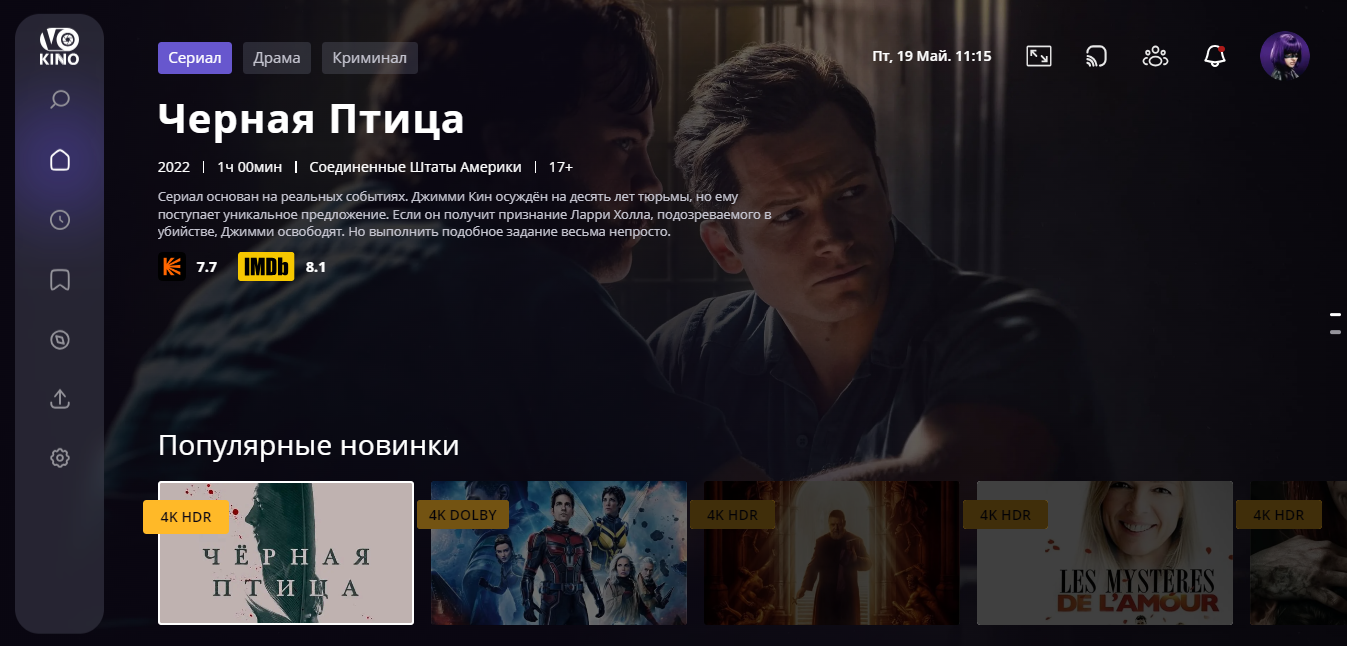 VO
KINO
Сериал
Драма
Криминал
Пт, 19 Май. 11:15
Черная Птица
2022 | 1ч 00мин | Соединенные Штаты Америки | 17+
Сериал основан на реальных событиях. Джимми Кин осуждён на десять лет тюрьмы, но ему
поступает уникальное предложение. Если он получит признание Ларри Холла, подозреваемого в
убийстве, Джимми освободят. Но выполнить подобное задание весьма непросто.
7.7
IMDb
8.1
Популярные новинки
4K HDR
ЧЁРНАЯ
ПТИЦА
4K DOLBY
4K HDR
4K HDR
LES MYSTÈRES
DE L'AMOUR
4K HDR